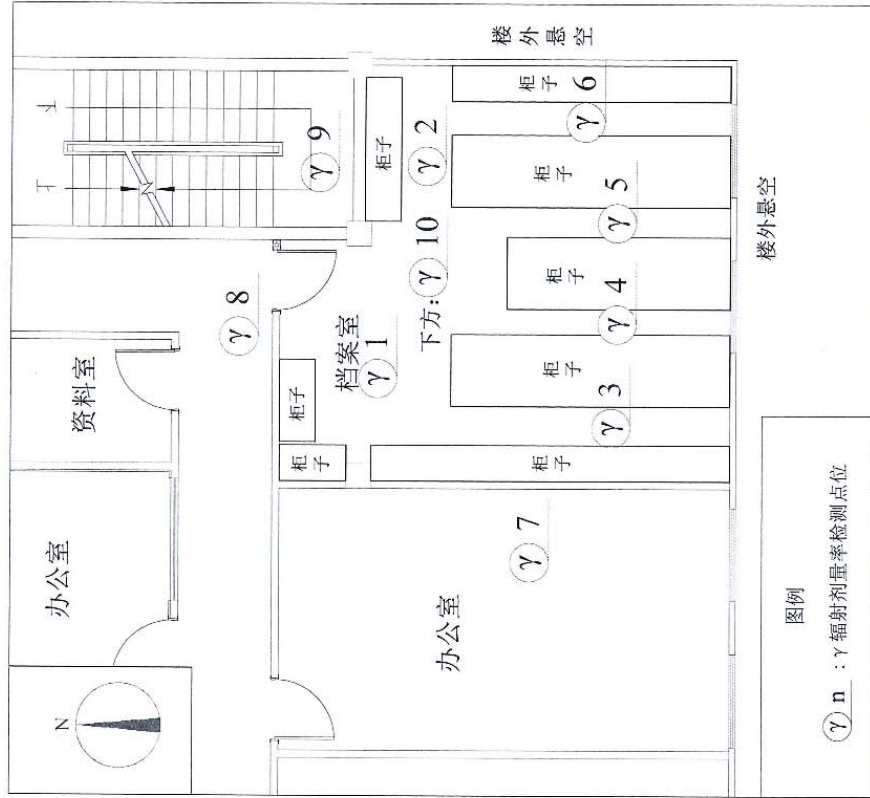 N
办公室
资料室
γ 8
γ 9
柜子
柜子
柜子
档案室
γ 1
下方：γ 10
γ 2
楼外悬空
办公室
γ 7
柜子
γ 3
柜子
γ 4
柜子
γ 5
柜子
γ 6
柜子
楼外悬空
图例
γ n ：γ 辐射剂量率检测点位